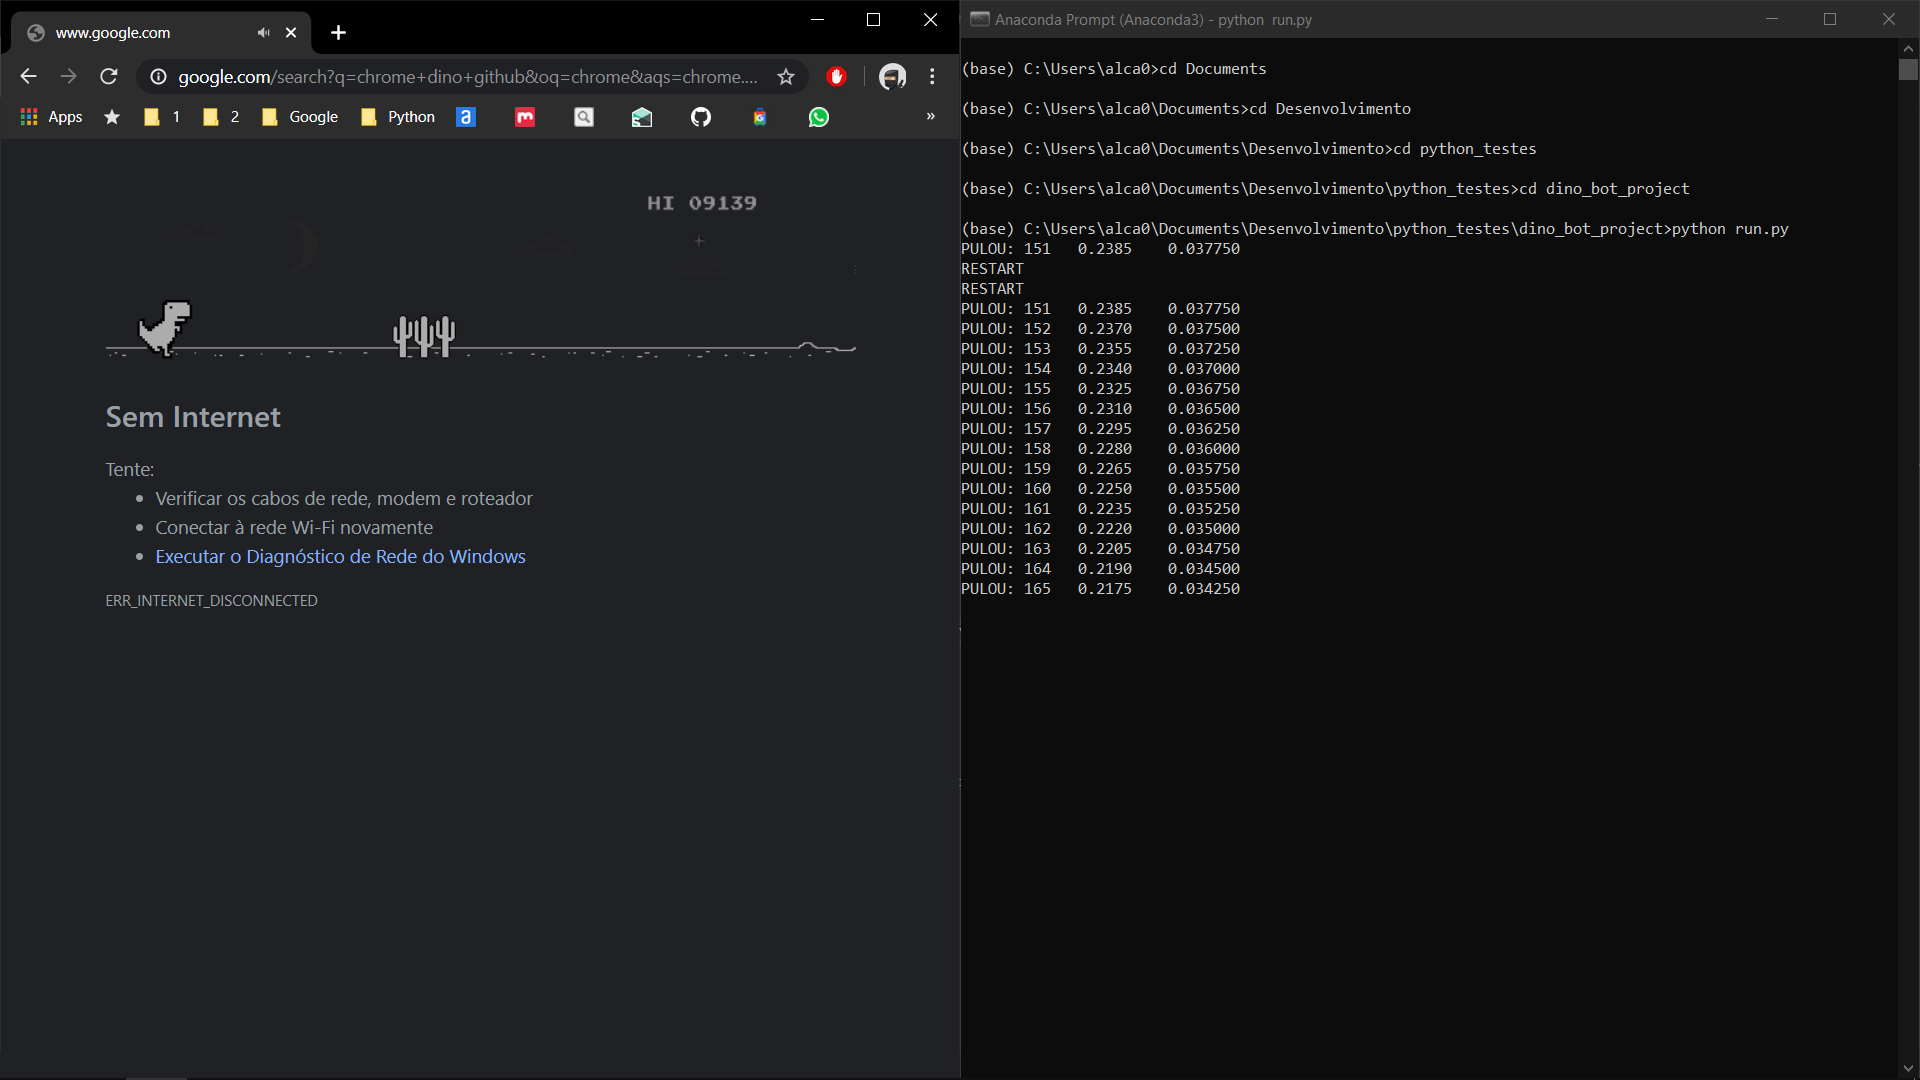 www.google.com
google.com/search?q=chrome+dino+github&oq=chrome&aqs=chrome....
Apps 1 2 Google Python »
HI 09139
Sem Internet
Tente:
• Verificar os cabos de rede, modem e roteador
• Conectar à rede Wi-Fi novamente
• Executar o Diagnóstico de Rede do Windows
ERR_INTERNET_DISCONNECTED
Anaconda Prompt (Anaconda3) - python run.py
(base) C:\Users\alca0>cd Documents
(base) C:\Users\alca0\Documents>cd Desenvolvimento
(base) C:\Users\alca0\Documents\Desenvolvimento>cd python_testes
(base) C:\Users\alca0\Documents\Desenvolvimento\python_testes>cd dino_bot_project
(base) C:\Users\alca0\Documents\Desenvolvimento\python_testes\dino_bot_project>python run.py
PULOU: 151 0.2385 0.037750
RESTART
RESTART
PULOU: 151 0.2385 0.037750
PULOU: 152 0.2370 0.037500
PULOU: 153 0.2355 0.037250
PULOU: 154 0.2340 0.037000
PULOU: 155 0.2325 0.036750
PULOU: 156 0.2310 0.036500
PULOU: 157 0.2295 0.036250
PULOU: 158 0.2280 0.036000
PULOU: 159 0.2265 0.035750
PULOU: 160 0.2250 0.035500
PULOU: 161 0.2235 0.035250
PULOU: 162 0.2220 0.035000
PULOU: 163 0.2205 0.034750
PULOU: 164 0.2190 0.034500
PULOU: 165 0.2175 0.034250